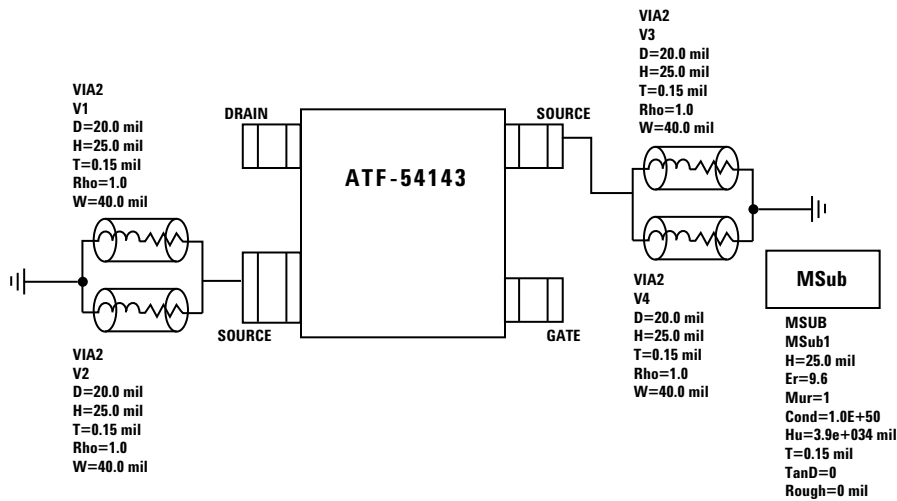 VIA2
V1
D=20.0 mil
H=25.0 mil
T=0.15 mil
Rho=1.0
W=40.0 mil
VIA2
V2
D=20.0 mil
H=25.0 mil
T=0.15 mil
Rho=1.0
W=40.0 mil
DRAIN
SOURCE
ATF-54143
SOURCE
GATE
VIA2
V3
D=20.0 mil
H=25.0 mil
T=0.15 mil
Rho=1.0
W=40.0 mil
VIA2
V4
D=20.0 mil
H=25.0 mil
T=0.15 mil
Rho=1.0
W=40.0 mil
MSub
MSUB
MSub1
H=25.0 mil
Er=9.6
Mur=1
Cond=1.0E+50
Hu=3.9e+034 mil
T=0.15 mil
TanD=0
Rough=0 mil